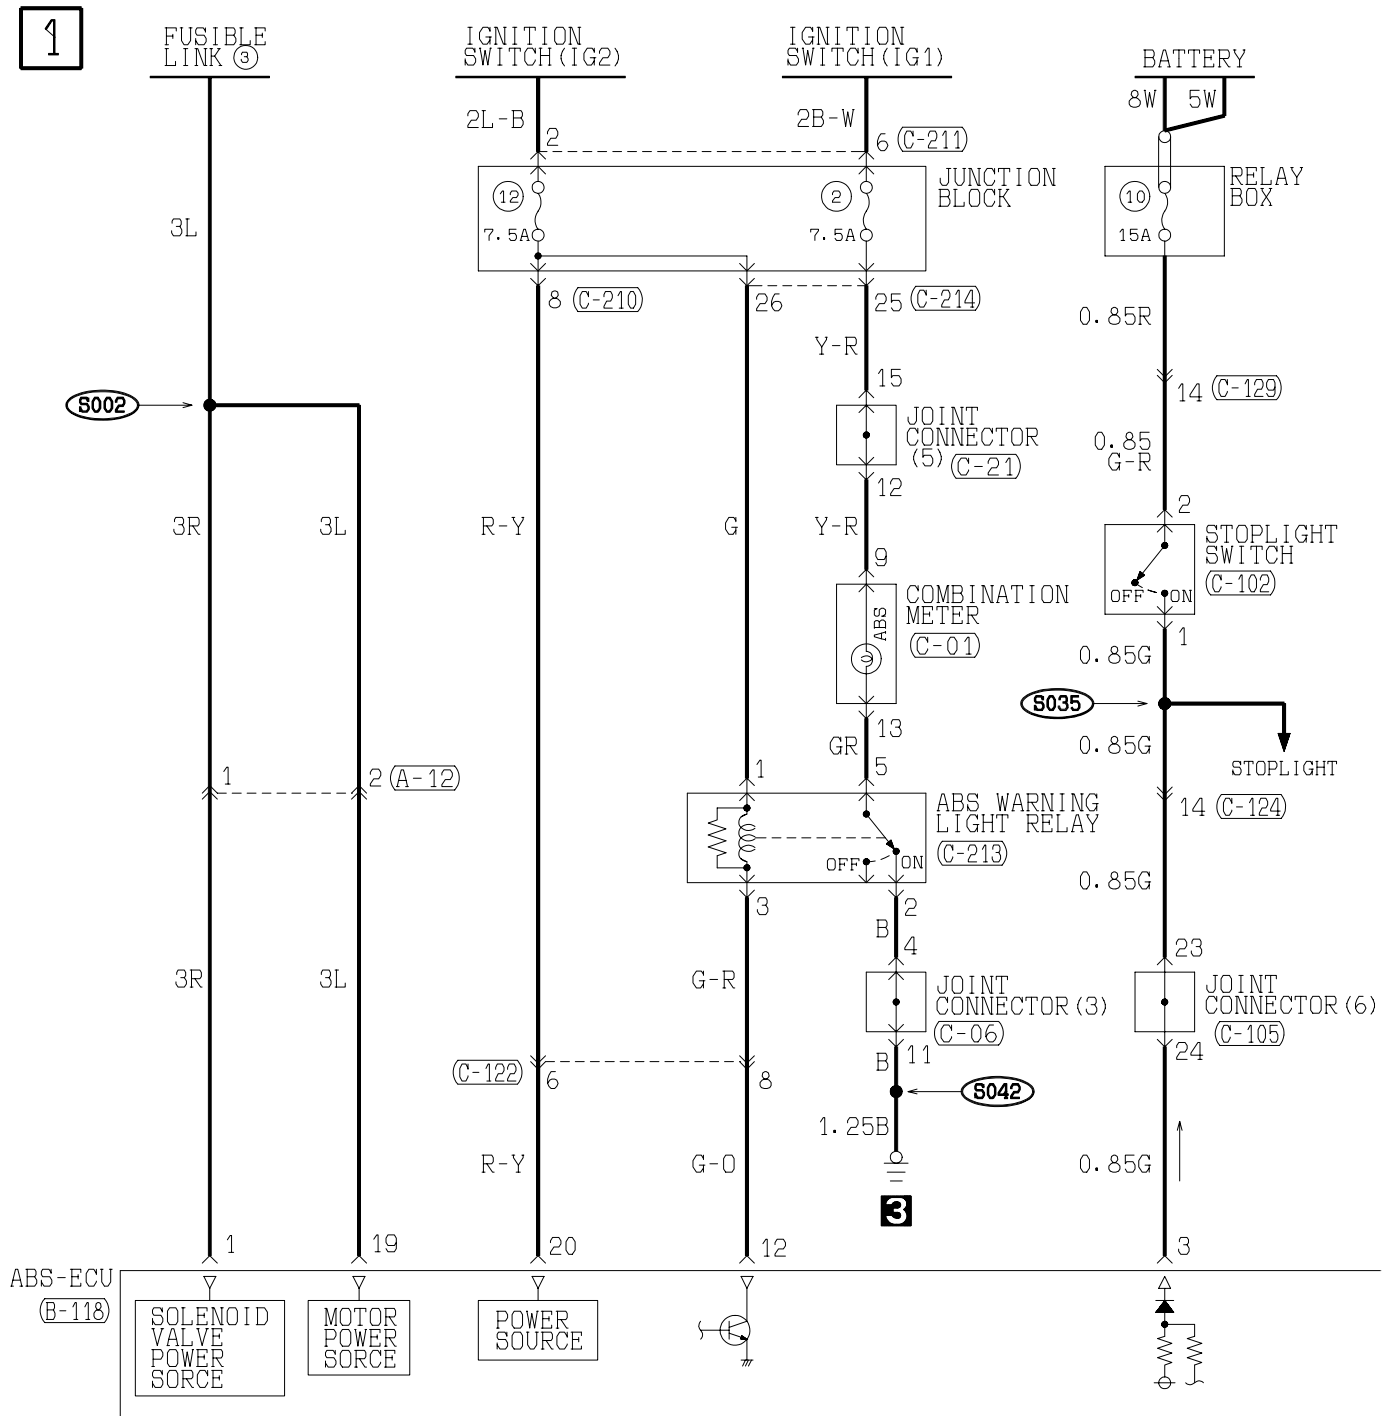 1
FUSIBLE
LINK ③
IGNITION
SWITCH(IG2)
IGNITION
SWITCH(IG1)
BATTERY
8W
5W
2L-B
2
2B-W
6
C-211
JUNCTION
BLOCK
RELAY
BOX
12
7.5A
2
7.5A
10
15A
3L
8
C-210
26
25
C-214
0.85R
Y-R
15
14
C-129
S002
JOINT
CONNECTOR
(5)
C-21
0.85
G-R
12
2
3R
3L
R-Y
G
Y-R
STOPLIGHT
SWITCH
C-102
9
OFF
ON
COMBINATION
METER
C-01
ABS
1
0.85G
S035
13
GR
0.85G
STOPLIGHT
1
2
A-12
1
5
ABS WARNING
LIGHT RELAY
C-213
14
C-124
OFF
ON
0.85G
3
2
B
4
23
3R
3L
G-R
JOINT
CONNECTOR(3)
C-06
JOINT
CONNECTOR(6)
C-105
11
24
C-122
6
8
B
S042
1.25B
R-Y
G-O
0.85G
3
1
19
20
12
3
ABS-ECU
B-118
SOLENOID
VALVE
POWER
SORCE
MOTOR
POWER
SORCE
POWER
SOURCE